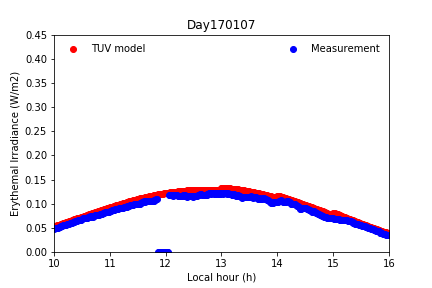 Day170107
TUV model
Measurement
Erythemal Irradiance (W/m2)
0.45
0.40
0.35
0.30
0.25
0.20
0.15
0.10
0.05
0.00
10 11 12 13 14 15 16
Local hour (h)